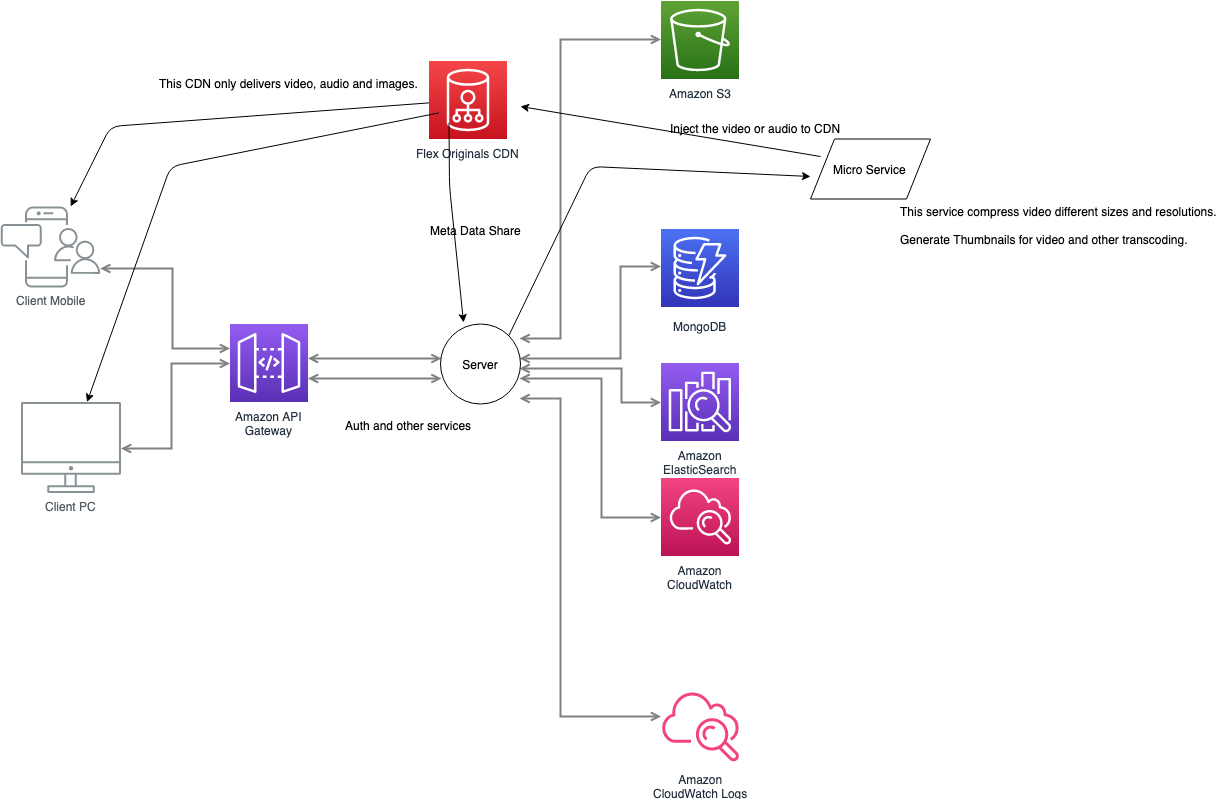 Amazon S3
This CDN only delivers video, audio and images.
Flex Originals CDN
Inject the video or audio to CDN
Micro Service
This service compress video different sizes and resolutions.
Generate Thumbnails for video and other transcoding.
Meta Data Share
Client Mobile
MongoDB
Server
Amazon API
Gateway
Auth and other services
Amazon
ElasticSearch
Client PC
Amazon
CloudWatch
Amazon
CloudWatch Logs